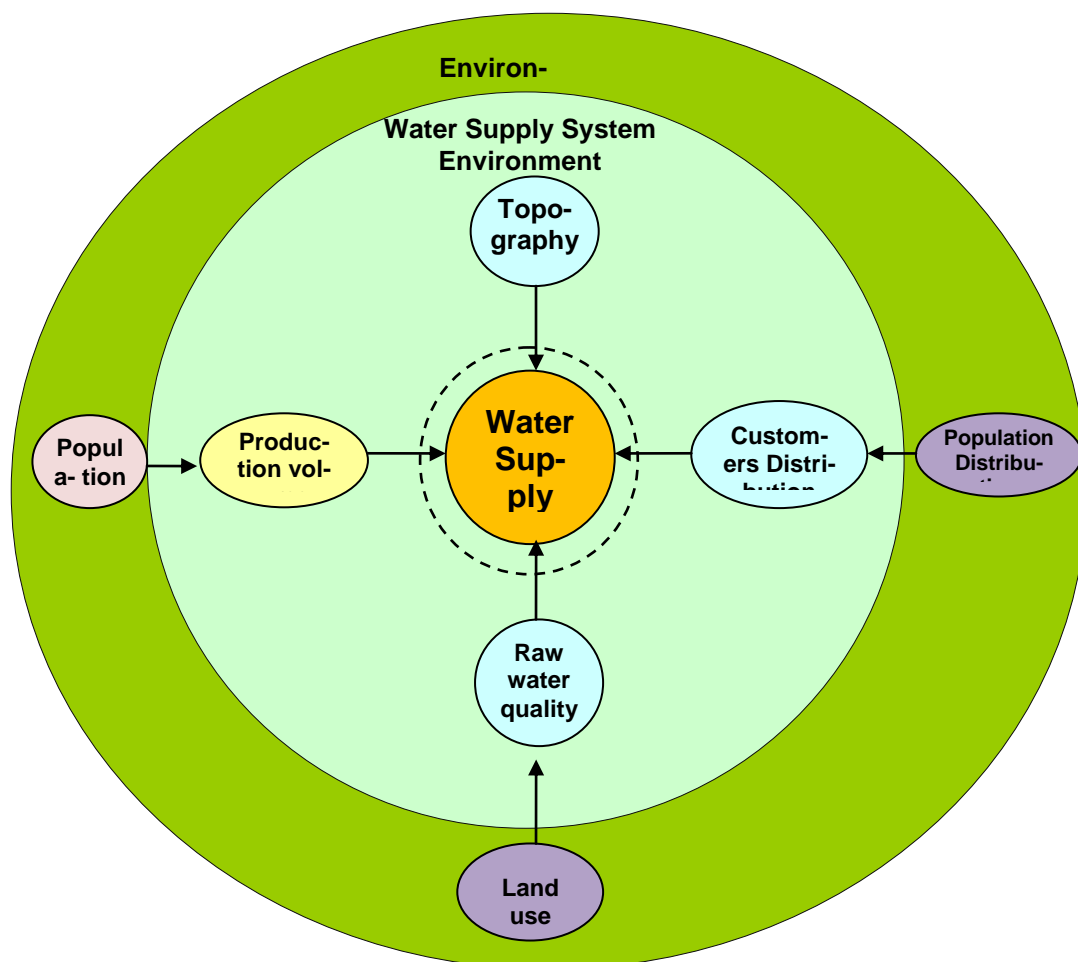 Environ-
Water Supply System
Environment
Topo-
graphy
Water
Sup-
ply
Popul
a- tion
Produc-
tion vol-
Custom-
ers Distri-
bution
Population
Distribu-
Raw
water
quality
Land
use